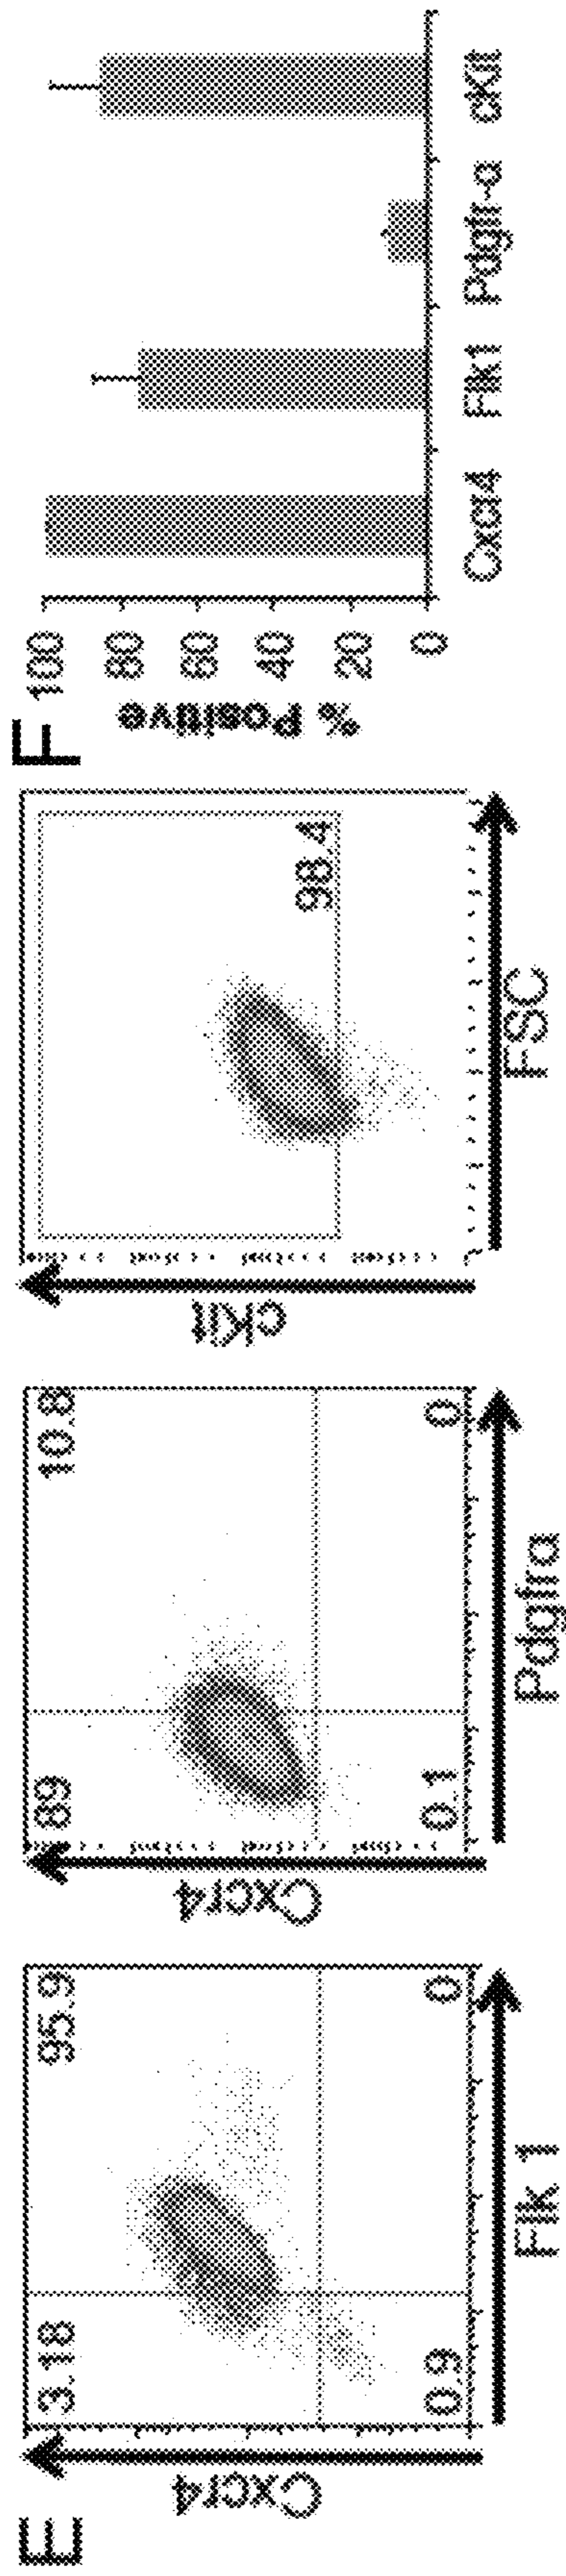 E
Cxcr4
3.18
95.9
0.9
0
Flk 1
Cxcr4
89
10.8
0.1
0
Pdgfra
cKit
98.4
FSC
F
% Positive
100
80
60
40
20
0
Cxcr4 Flk1 Pdgfr-α cKit